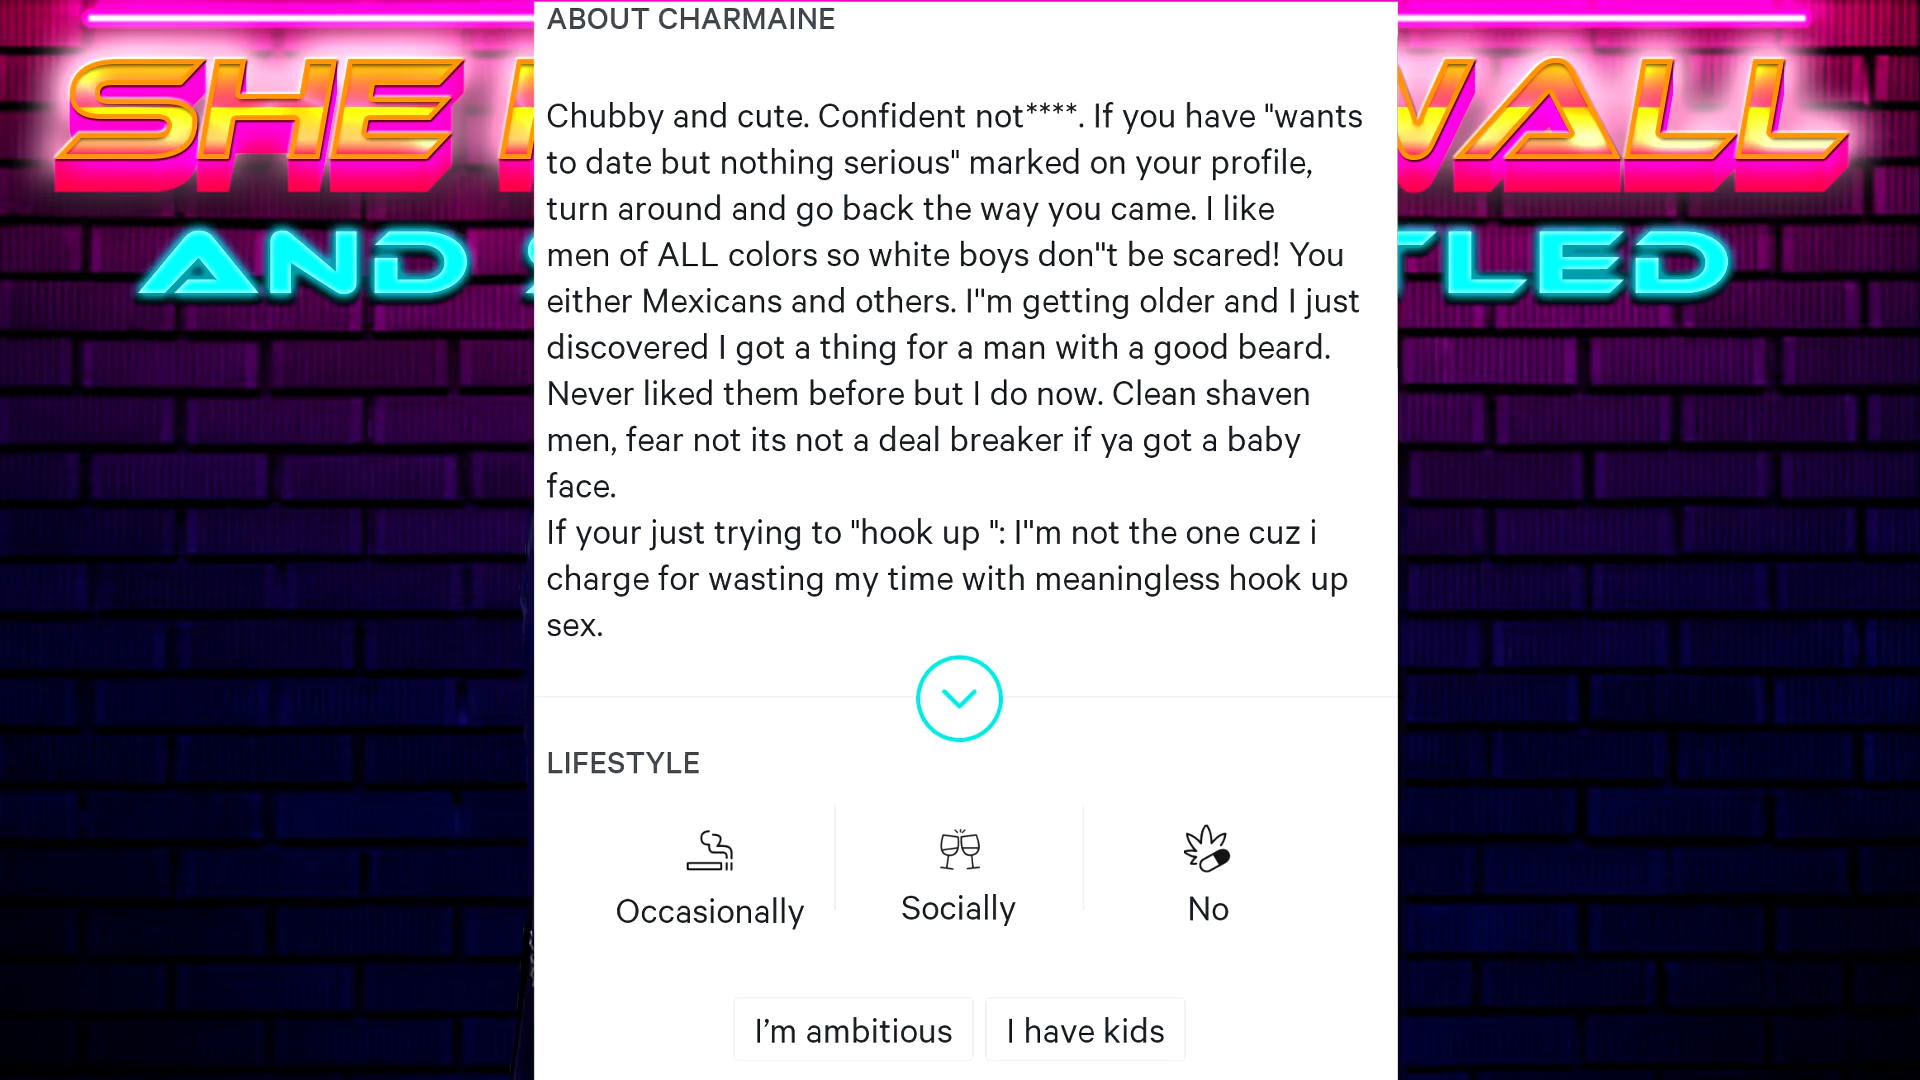 ABOUT CHARMAINE
SHE
WALL
AND
TLED
Chubby and cute. Confident not****. If you have "wants
to date but nothing serious" marked on your profile,
turn around and go back the way you came. I like
men of ALL colors so white boys don"t be scared! You
either Mexicans and others. I"m getting older and I just
discovered I got a thing for a man with a good beard.
Never liked them before but I do now. Clean shaven
men, fear not its not a deal breaker if ya got a baby
face.
If your just trying to "hook up ": I"m not the one cuz i
charge for wasting my time with meaningless hook up
sex.
LIFESTYLE
Occasionally
Socially
No
I’m ambitious
I have kids